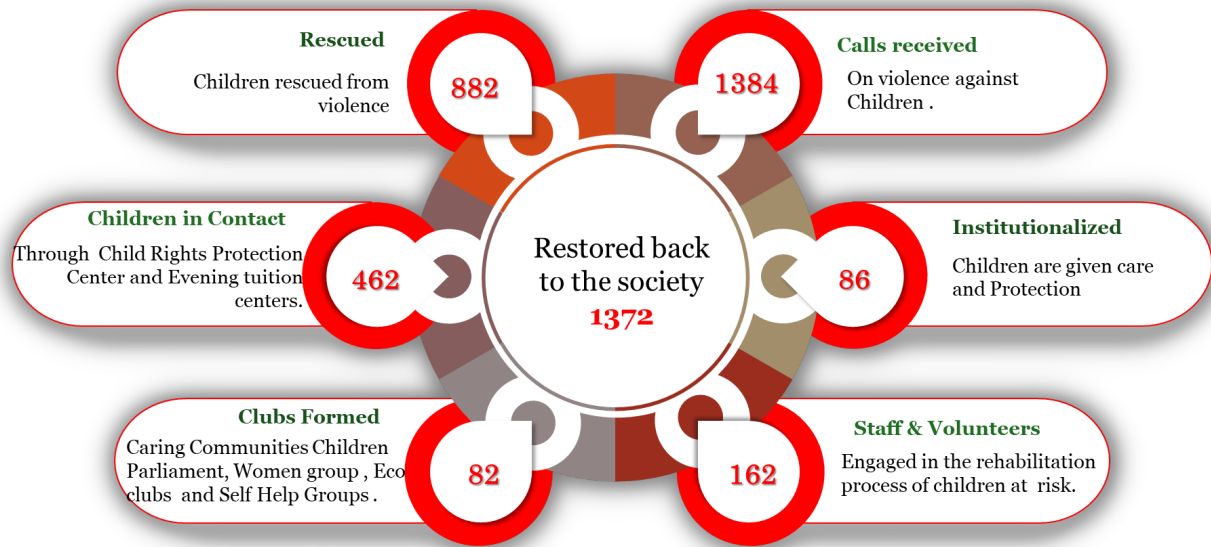 Rescued
Children rescued from
violence
882
1384
Calls received
On violence against
Children .
Children in Contact
Through Child Rights Protection
Center and Evening tuition
centers.
462
Restored back
to the society
1372
86
Institutionalized
Children are given care
and Protection
Clubs Formed
Caring Communities Children
Parliament, Women group , Eco
clubs and Self Help Groups .
82
162
Staff & Volunteers
Engaged in the rehabilitation
process of children at risk.